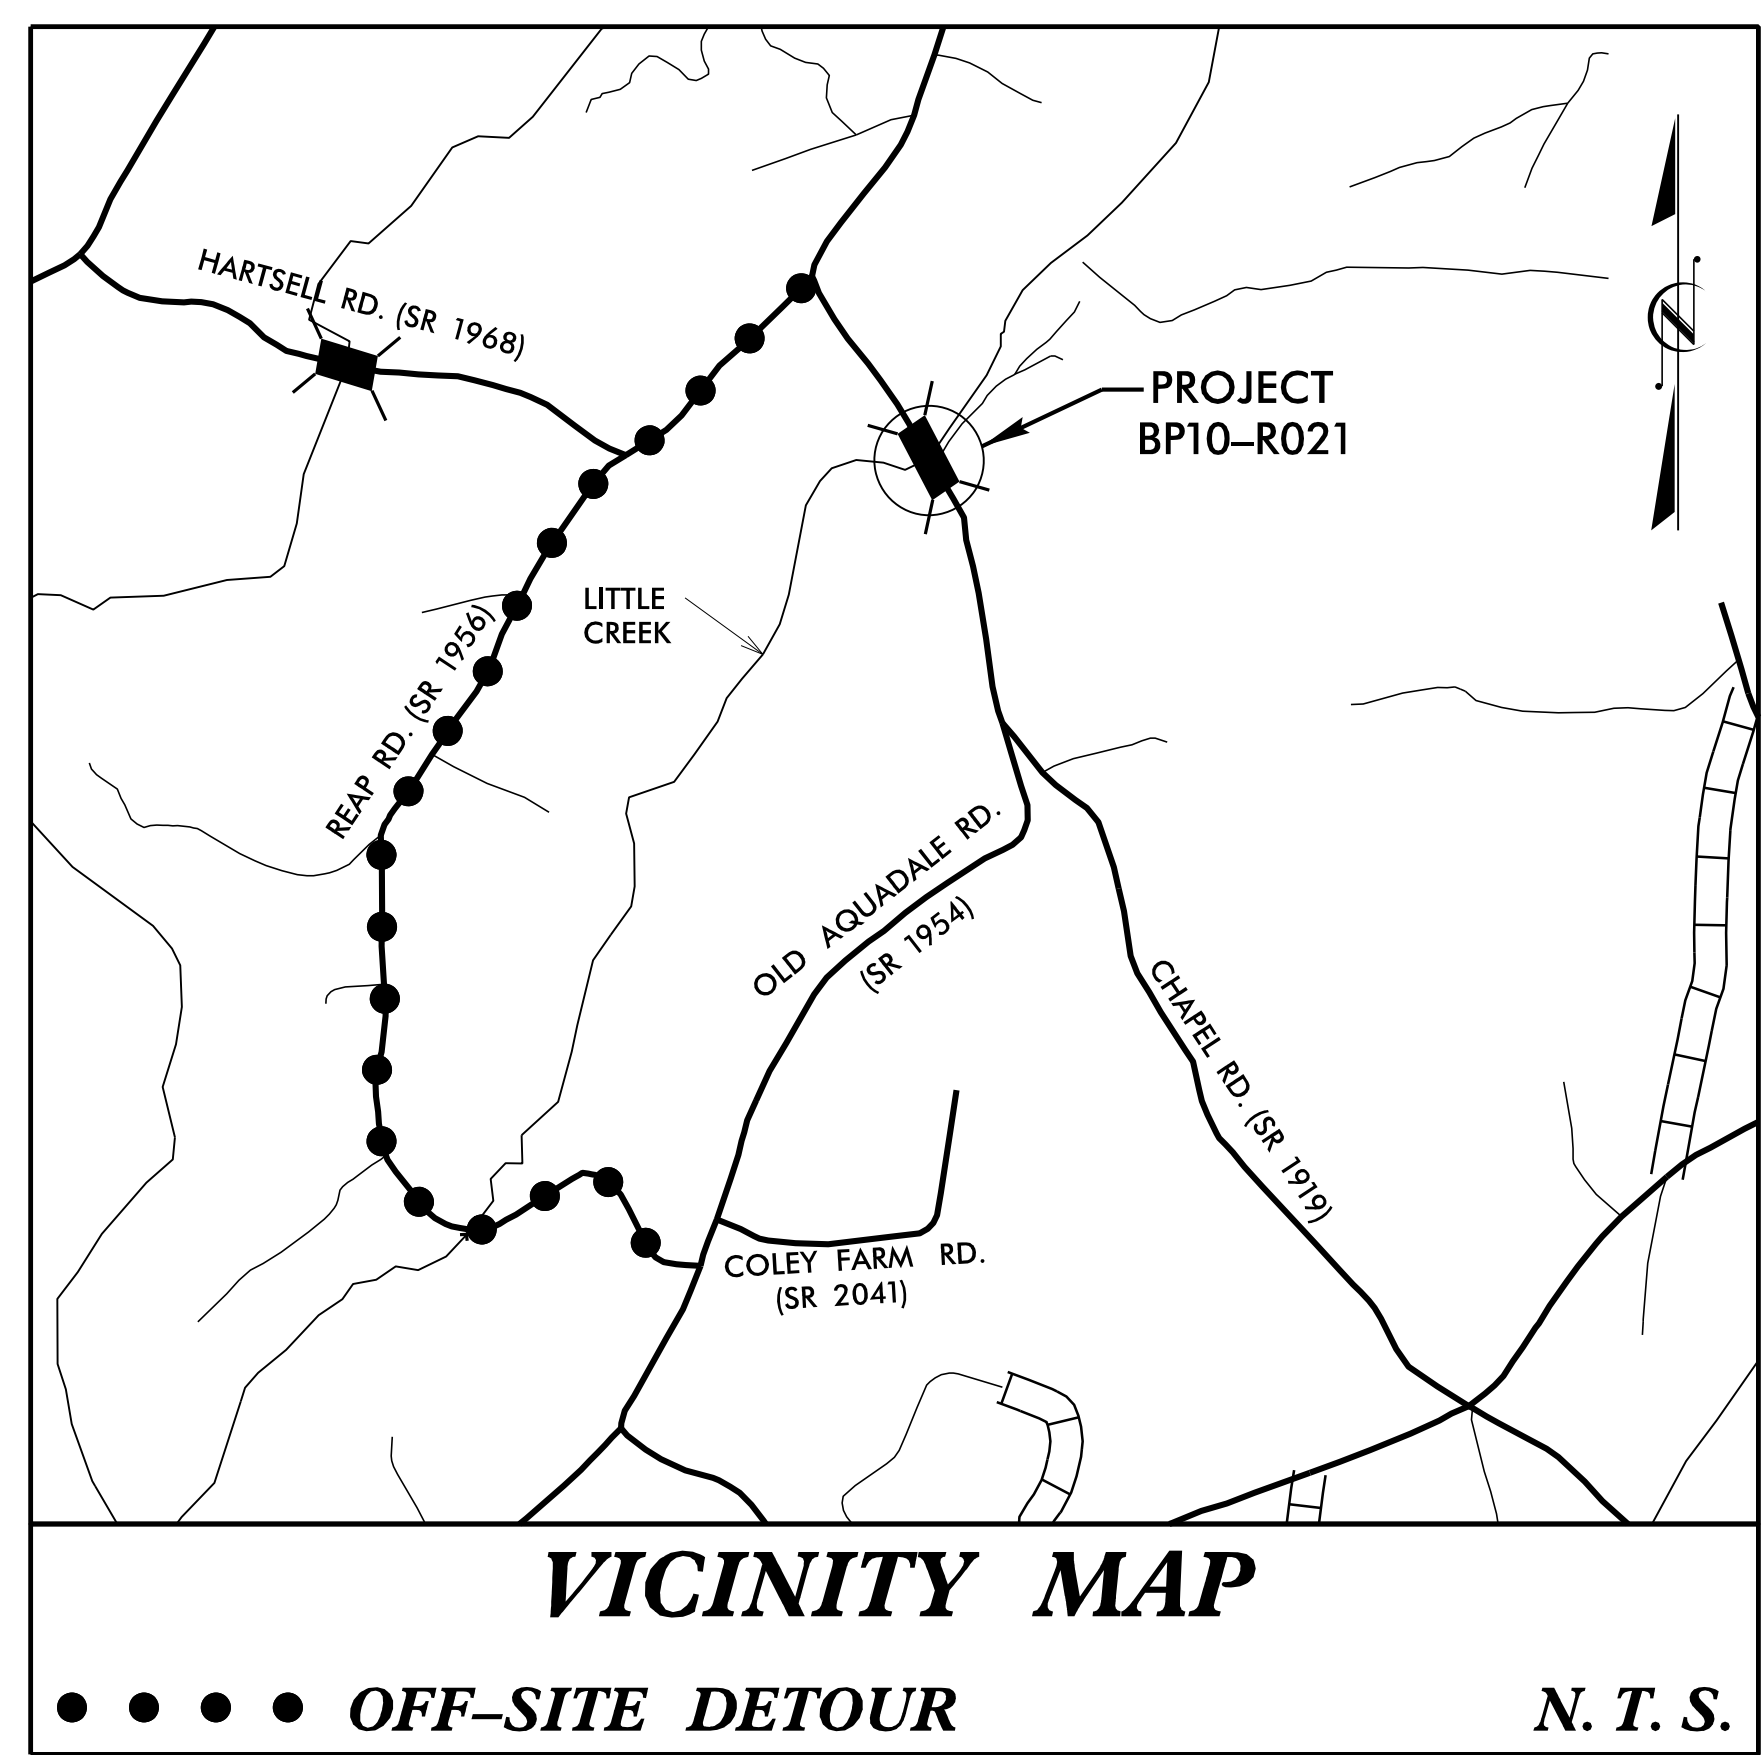 HARTSELL RD. (SR 1968)
PROJECT
BP10–R021
LITTLE
CREEK
REAP RD. (SR 1956)
OLD AQUADALE RD.
(SR 1954)
CHAPEL RD. (SR 1919)
COLEY FARM RD.
(SR 2041)
N
VICINITY MAP
OFF–SITE DETOUR
N. T. S.